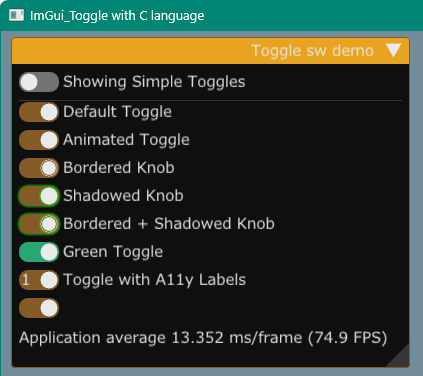 ImGui_Toggle with C language
Toggle sw demo
Showing Simple Toggles
Default Toggle
Animated Toggle
Bordered Knob
Shadowed Knob
Bordered + Shadowed Knob
Green Toggle
1 Toggle with A11y Labels
Application average 13.352 ms/frame (74.9 FPS)